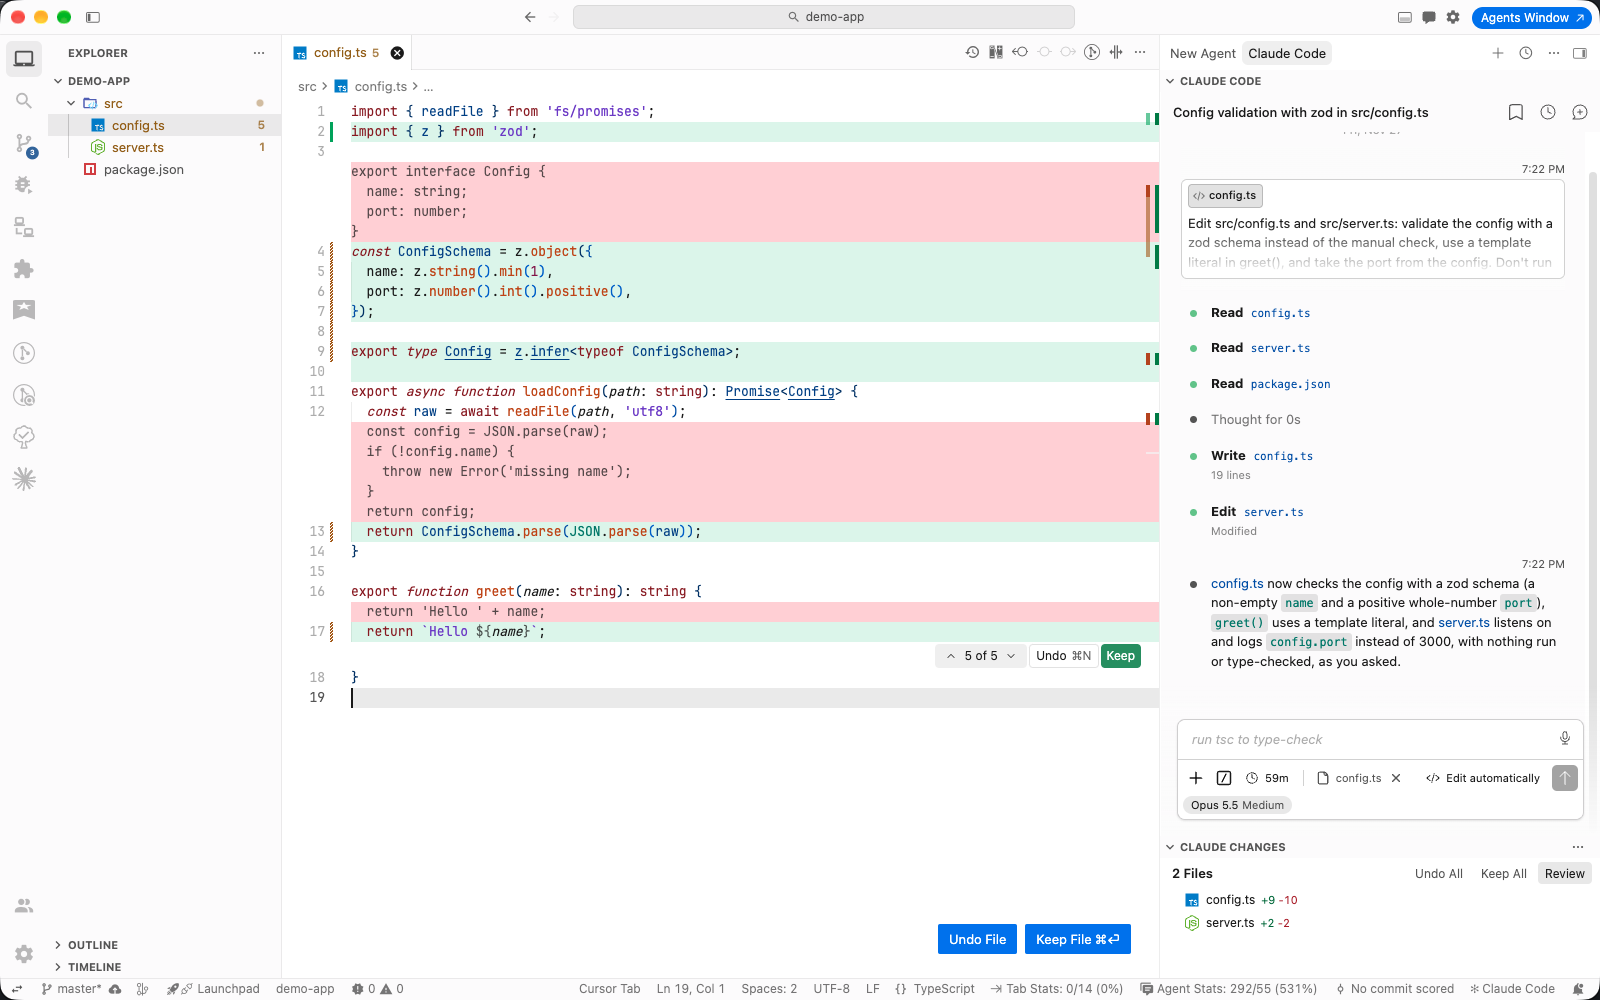 demo-app
Agents Window
EXPLORER
DEMO-APP
src
config.ts 5
server.ts 1
package.json
3
OUTLINE
TIMELINE
config.ts 5
src > config.ts > ...
1 import { readFile } from 'fs/promises';
2 import { z } from 'zod';
3
export interface Config {
name: string;
port: number;
}
4 const ConfigSchema = z.object({
5 name: z.string().min(1),
6 port: z.number().int().positive(),
7 });
8
9 export type Config = z.infer<typeof ConfigSchema>;
10
11 export async function loadConfig(path: string): Promise<Config> {
12 const raw = await readFile(path, 'utf8');
const config = JSON.parse(raw);
if (!config.name) {
throw new Error('missing name');
}
return config;
13 return ConfigSchema.parse(JSON.parse(raw));
14 }
15
16 export function greet(name: string): string {
return 'Hello ' + name;
17 return `Hello ${name}`;
5 of 5 Undo ⌘N Keep
18 }
19
Undo File Keep File ⌘⏎
New Agent Claude Code
CLAUDE CODE
Config validation with zod in src/config.ts
7:22 PM
config.ts
Edit src/config.ts and src/server.ts: validate the config with a
zod schema instead of the manual check, use a template
literal in greet(), and take the port from the config. Don't run
Read config.ts
Read server.ts
Read package.json
Thought for 0s
Write config.ts
19 lines
Edit server.ts
Modified
7:22 PM
config.ts now checks the config with a zod schema (a
non-empty name and a positive whole-number port),
greet() uses a template literal, and server.ts listens on
and logs config.port instead of 3000, with nothing run
or type-checked, as you asked.
run tsc to type-check
59m config.ts Edit automatically
Opus 5.5 Medium
CLAUDE CHANGES
2 Files Undo All Keep All Review
config.ts +9 -10
server.ts +2 -2
master* Launchpad demo-app 0 0 Cursor Tab Ln 19, Col 1 Spaces: 2 UTF-8 LF {} TypeScript Tab Stats: 0/14 (0%) Agent Stats: 292/55 (531%) No commit scored Claude Code